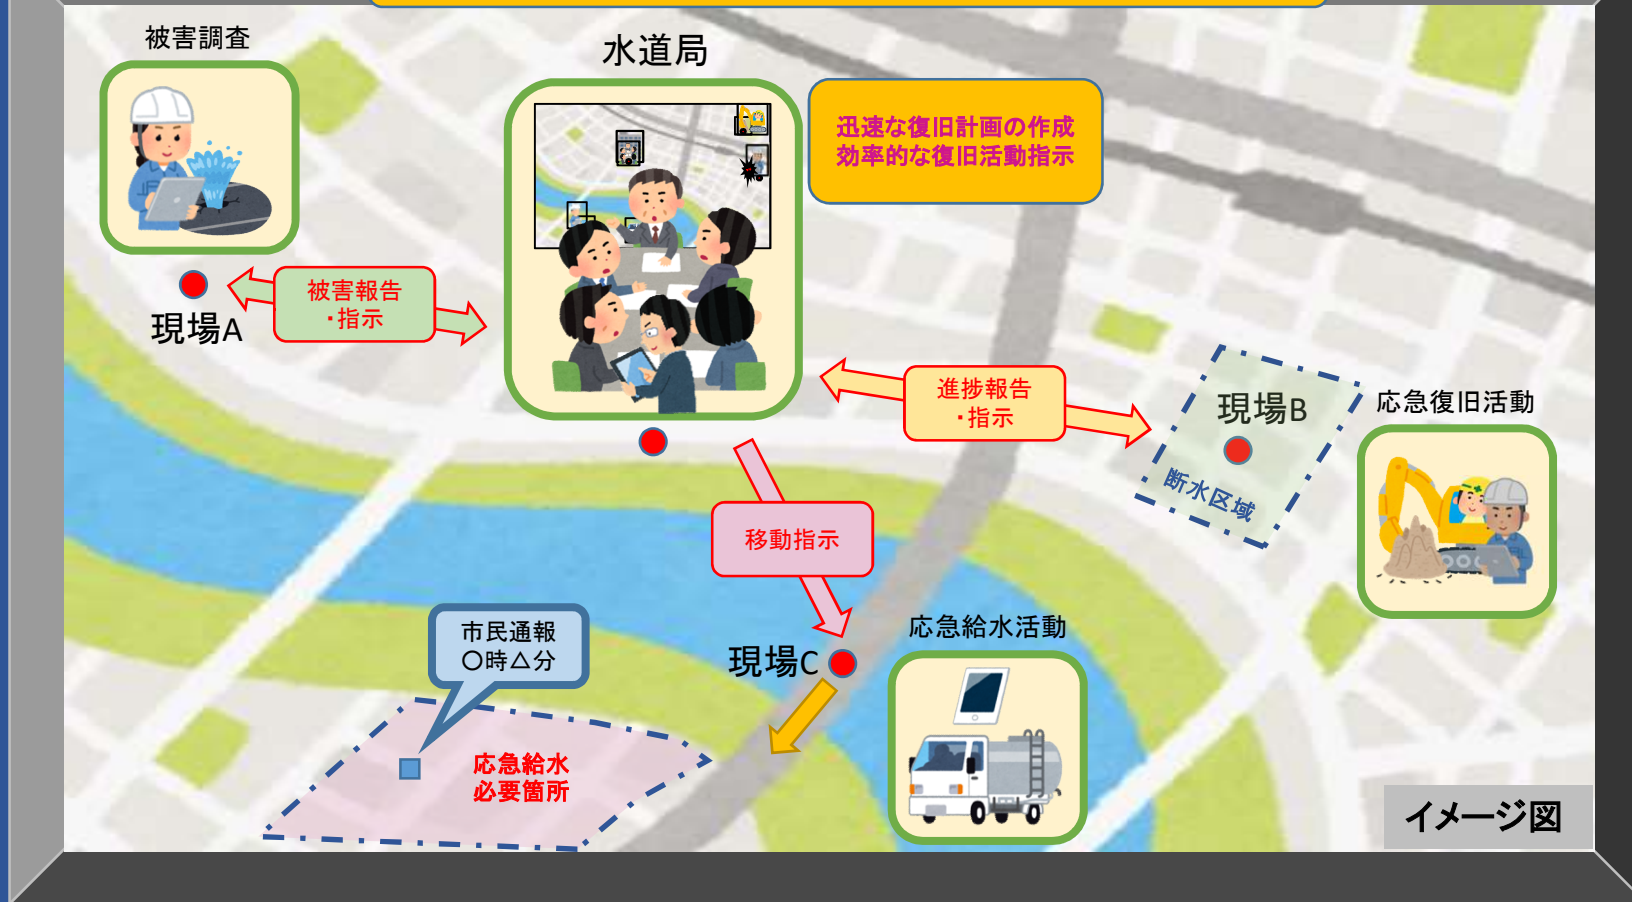 被害調査
水道局
迅速な復旧計画の作成
効率的な復旧活動指示
被害報告
・指示
現場A
進捗報告
・指示
現場B
断水区域
応急復旧活動
移動指示
市民通報
〇時△分
現場C
応急給水活動
応急給水
必要箇所
イメージ図